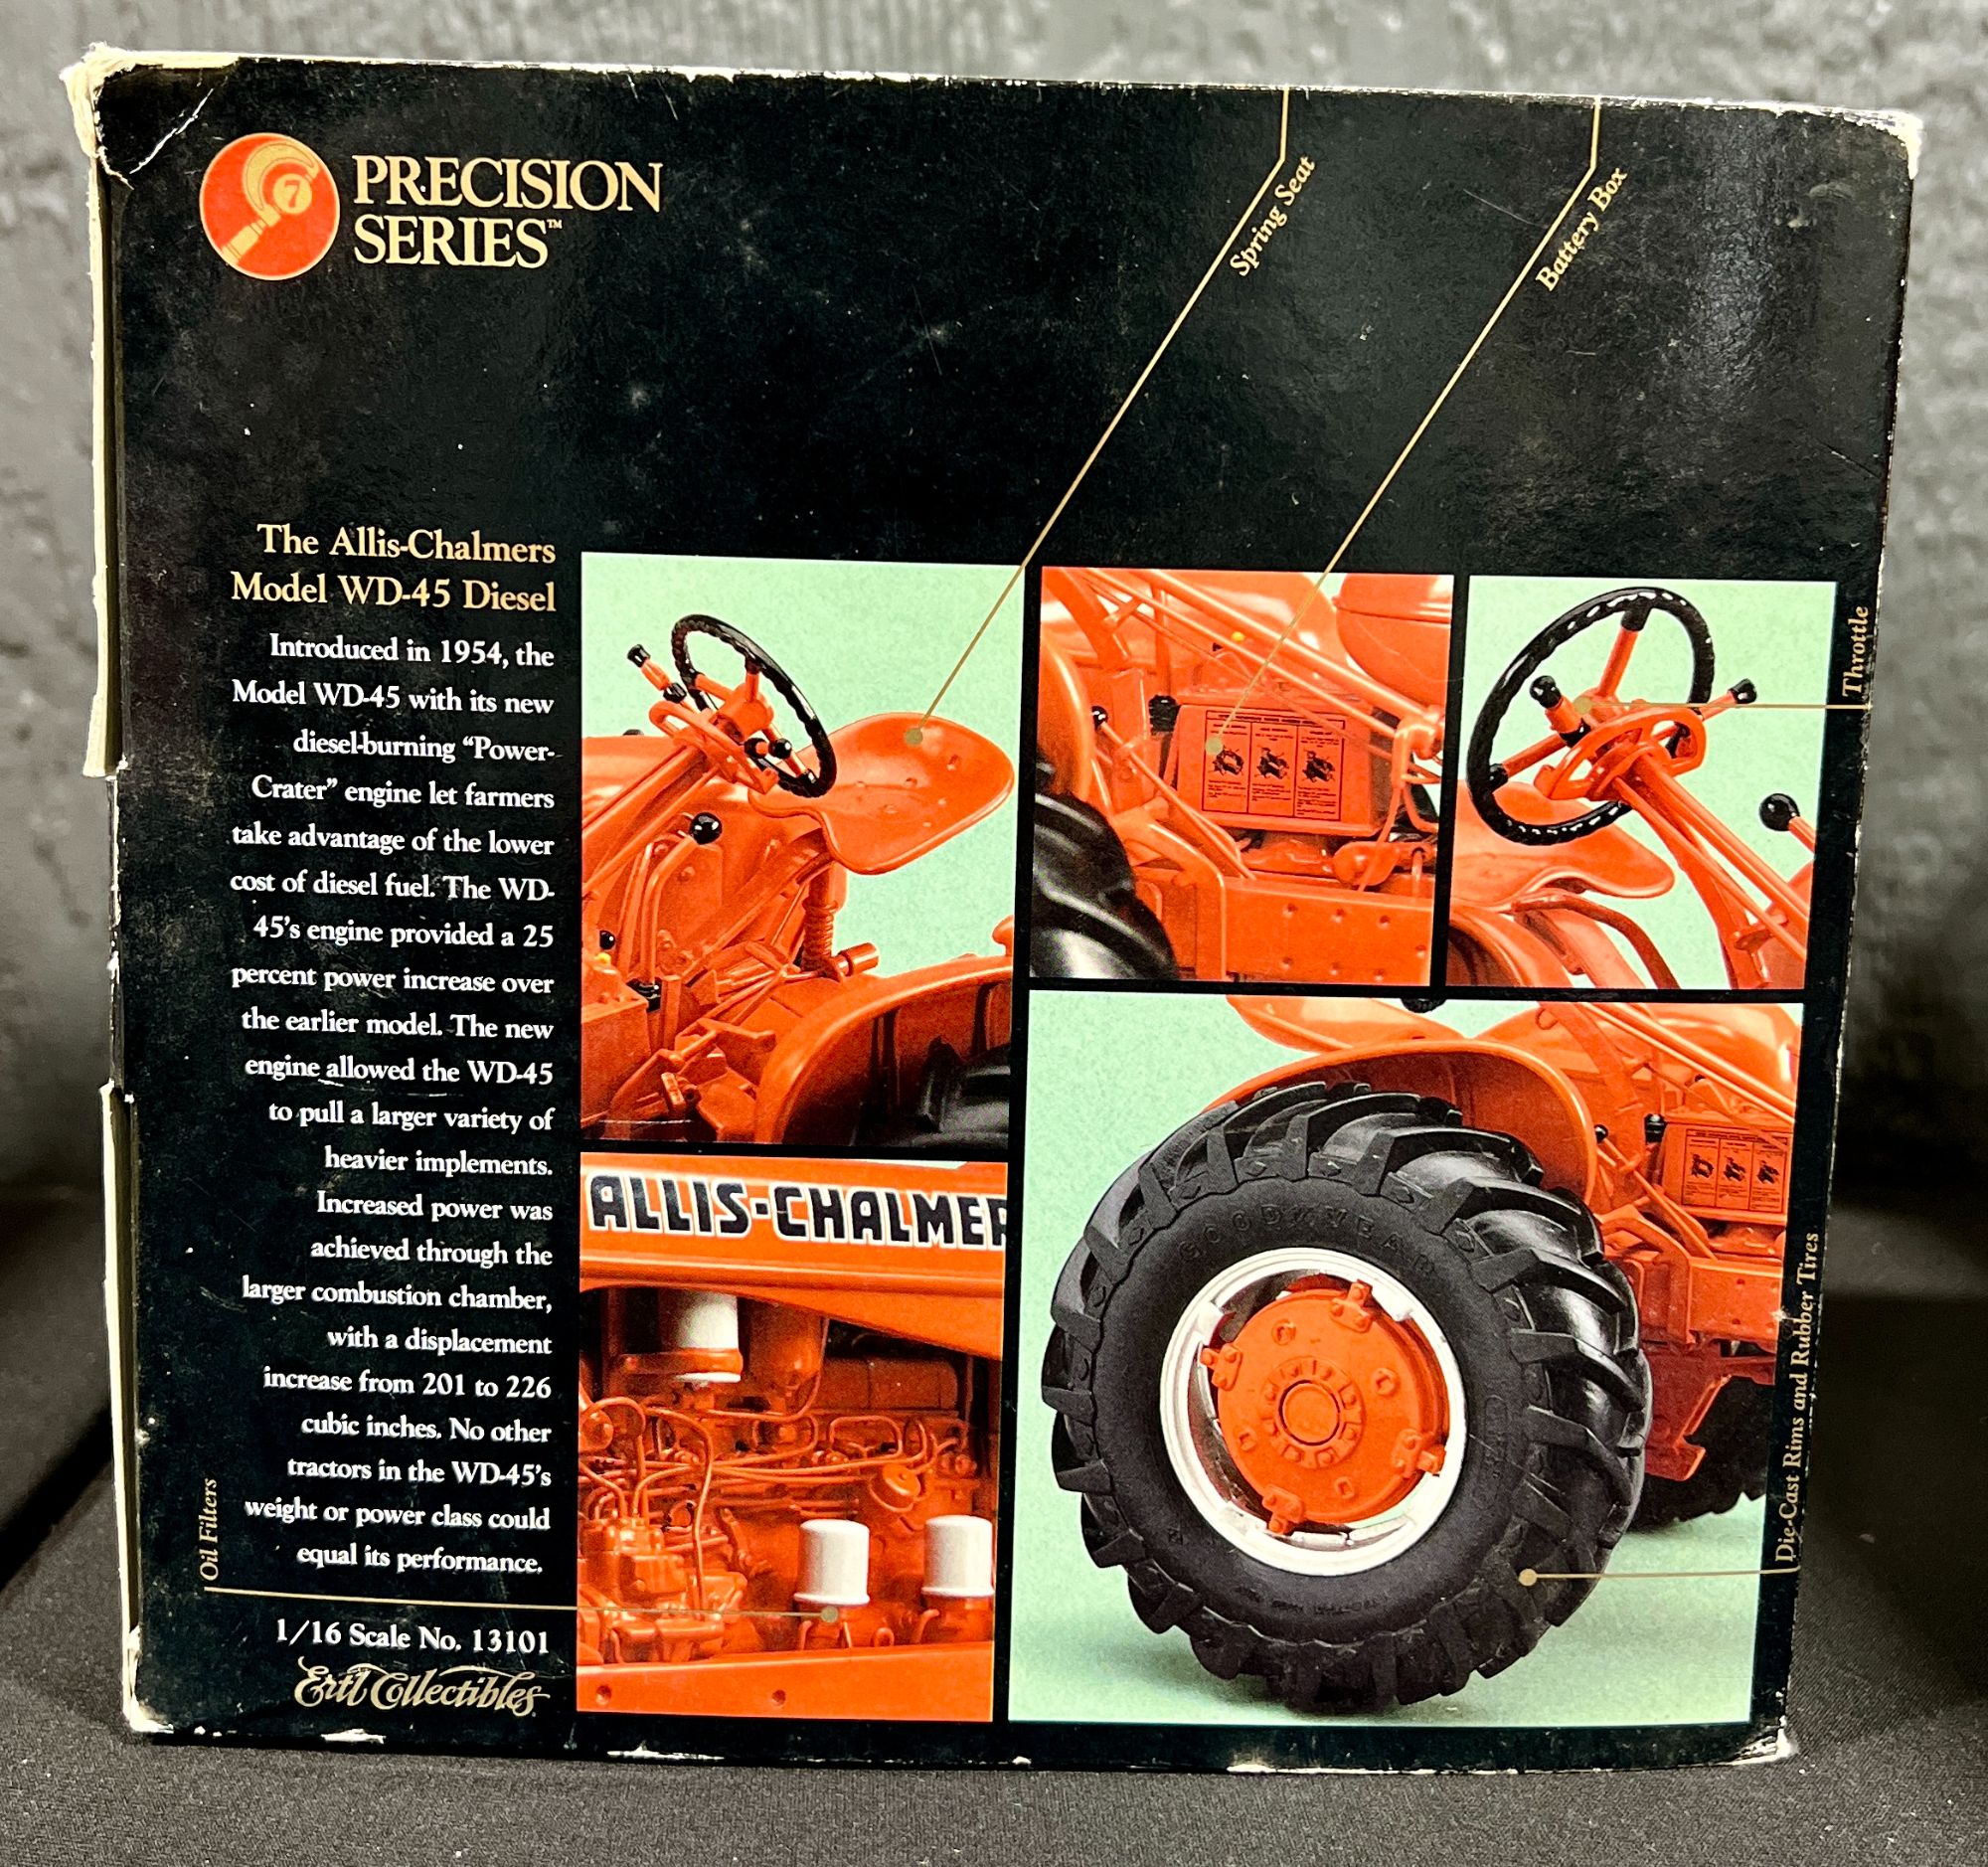 7
PRECISION
SERIES™
Spring Seat
Battery Box
The Allis-Chalmers
Model WD-45 Diesel
Introduced in 1954, the
Model WD-45 with its new
diesel-burning “Power-
Crater” engine let farmers
take advantage of the lower
cost of diesel fuel. The WD-
45’s engine provided a 25
percent power increase over
the earlier model. The new
engine allowed the WD-45
to pull a larger variety of
heavier implements.
Increased power was
achieved through the
larger combustion chamber,
with a displacement
increase from 201 to 226
cubic inches. No other
tractors in the WD-45’s
weight or power class could
equal its performance.
Oil Filters
1/16 Scale No. 13101
Ertl Collectibles
Throttle
ALLIS-CHALMER
GOODYEAR
Die-Cast Rims and Rubber Tires